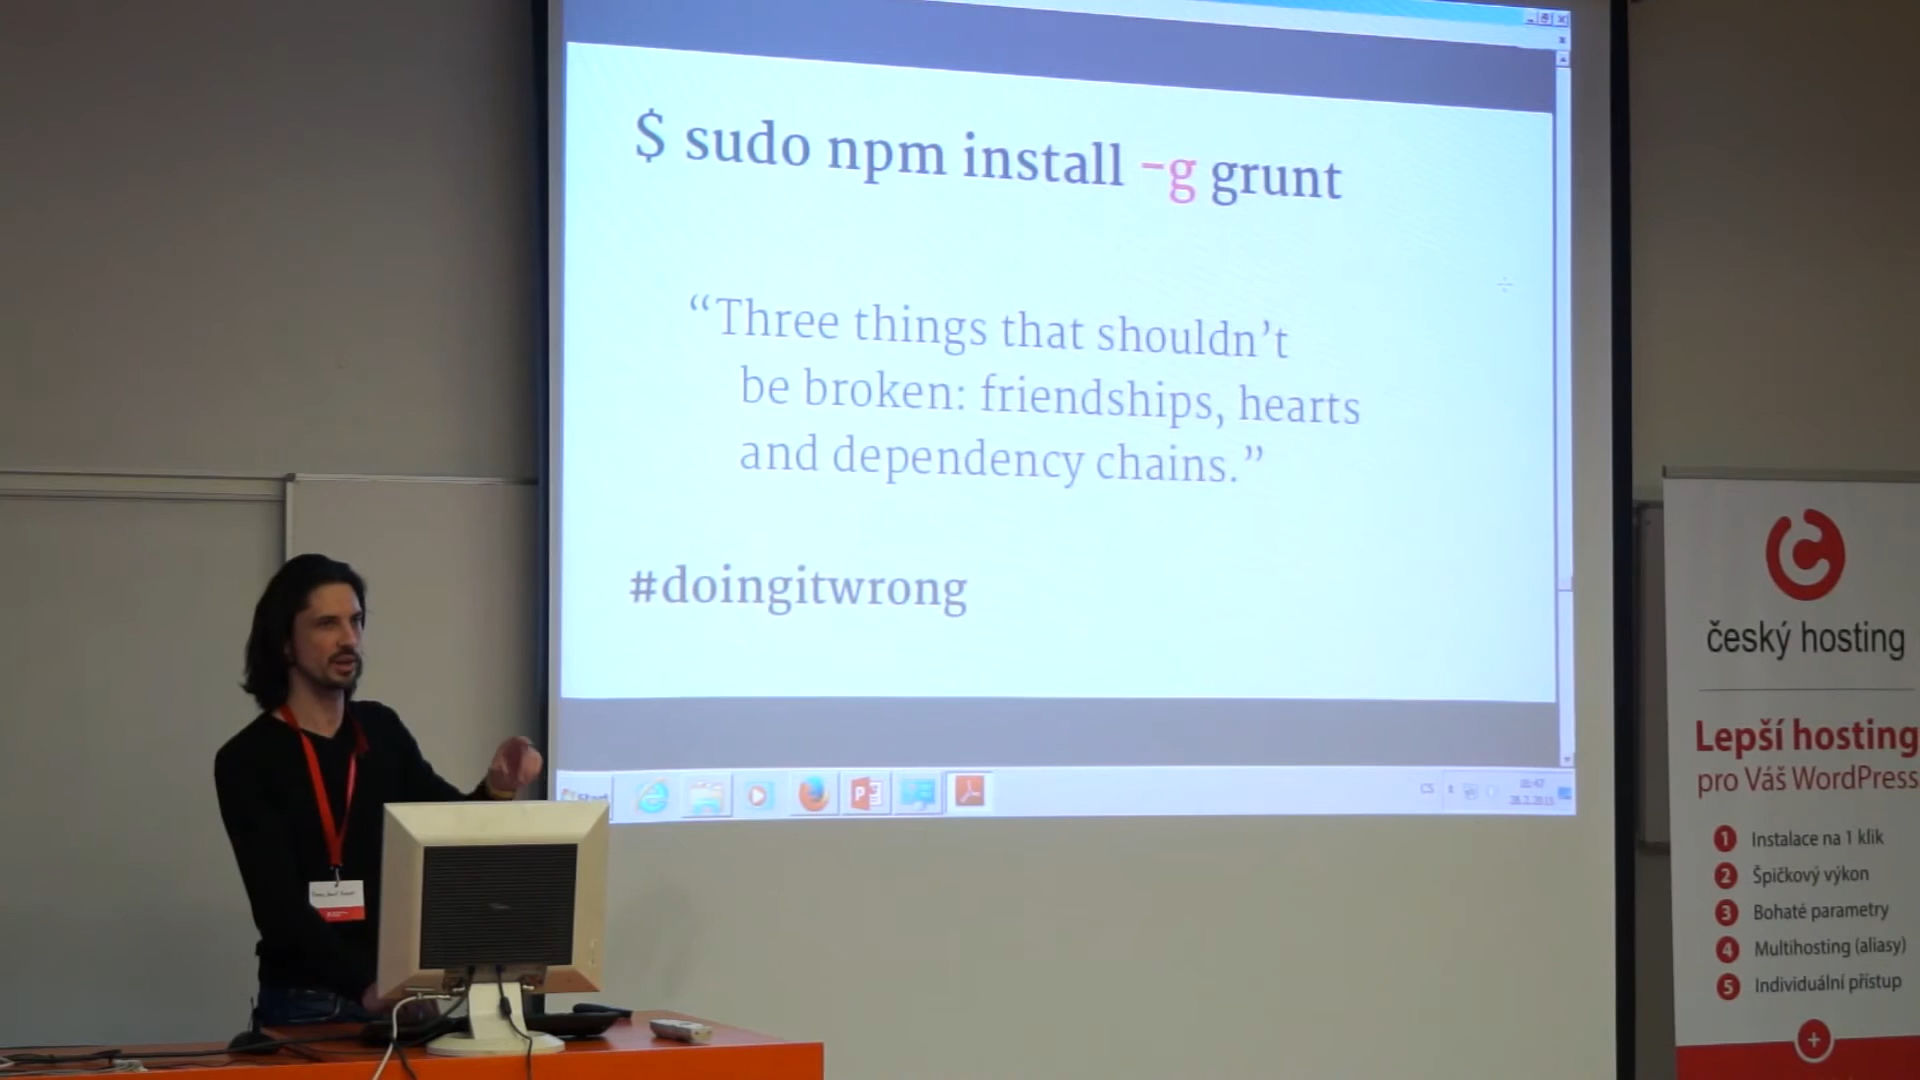 $ sudo npm install -g grunt
“Three things that shouldn’t
be broken: friendships, hearts
and dependency chains.”
#doingitwrong
CS
český hosting
Lepší hosting
pro Váš WordPress
1 Instalace na 1 klik
2 Špičkový výkon
3 Bohaté parametry
4 Multihosting (aliasy)
5 Individuální přístup